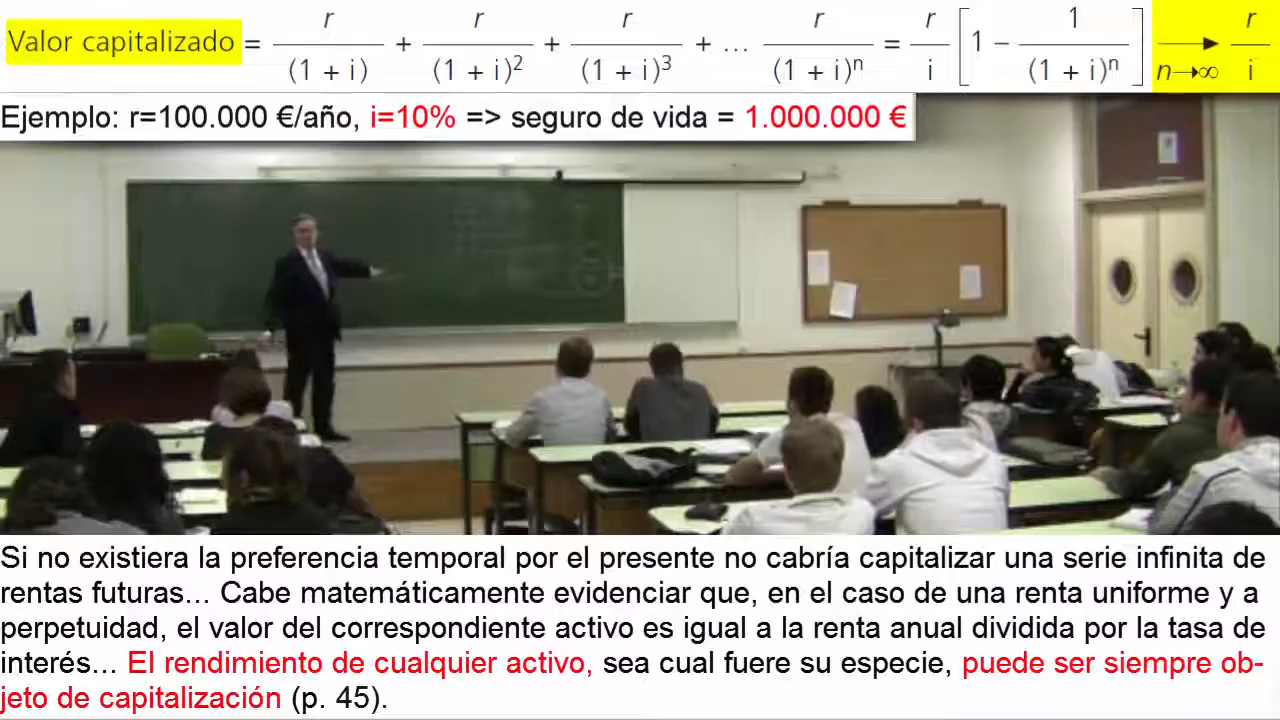 Valor capitalizado = r/(1 + i) + r/(1 + i)² + r/(1 + i)³ + ... r/(1 + i)ⁿ = r/i [1 − 1/(1 + i)ⁿ] ⟶ n→∞ r/i
Ejemplo: r=100.000 €/año, i=10% => seguro de vida = 1.000.000 €
Si no existiera la preferencia temporal por el presente no cabría capitalizar una serie infinita de
rentas futuras... Cabe matemáticamente evidenciar que, en el caso de una renta uniforme y a
perpetuidad, el valor del correspondiente activo es igual a la renta anual dividida por la tasa de
interés... El rendimiento de cualquier activo, sea cual fuere su especie, puede ser siempre ob-
jeto de capitalización (p. 45).